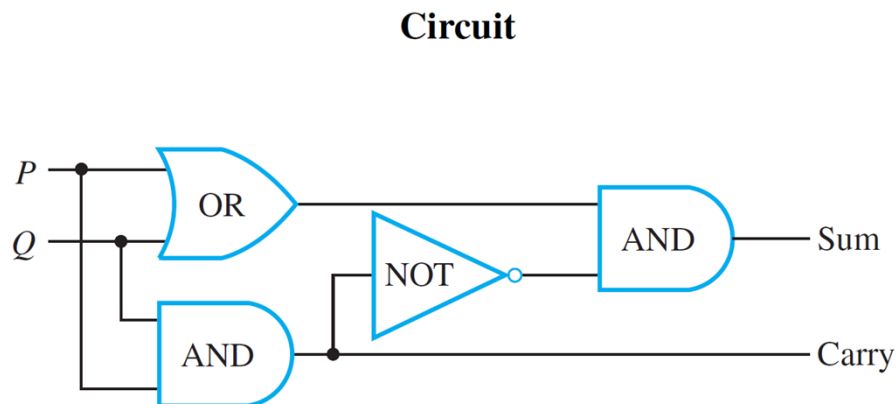 Circuit
P
OR
Q
AND
Sum
NOT
AND
Carry